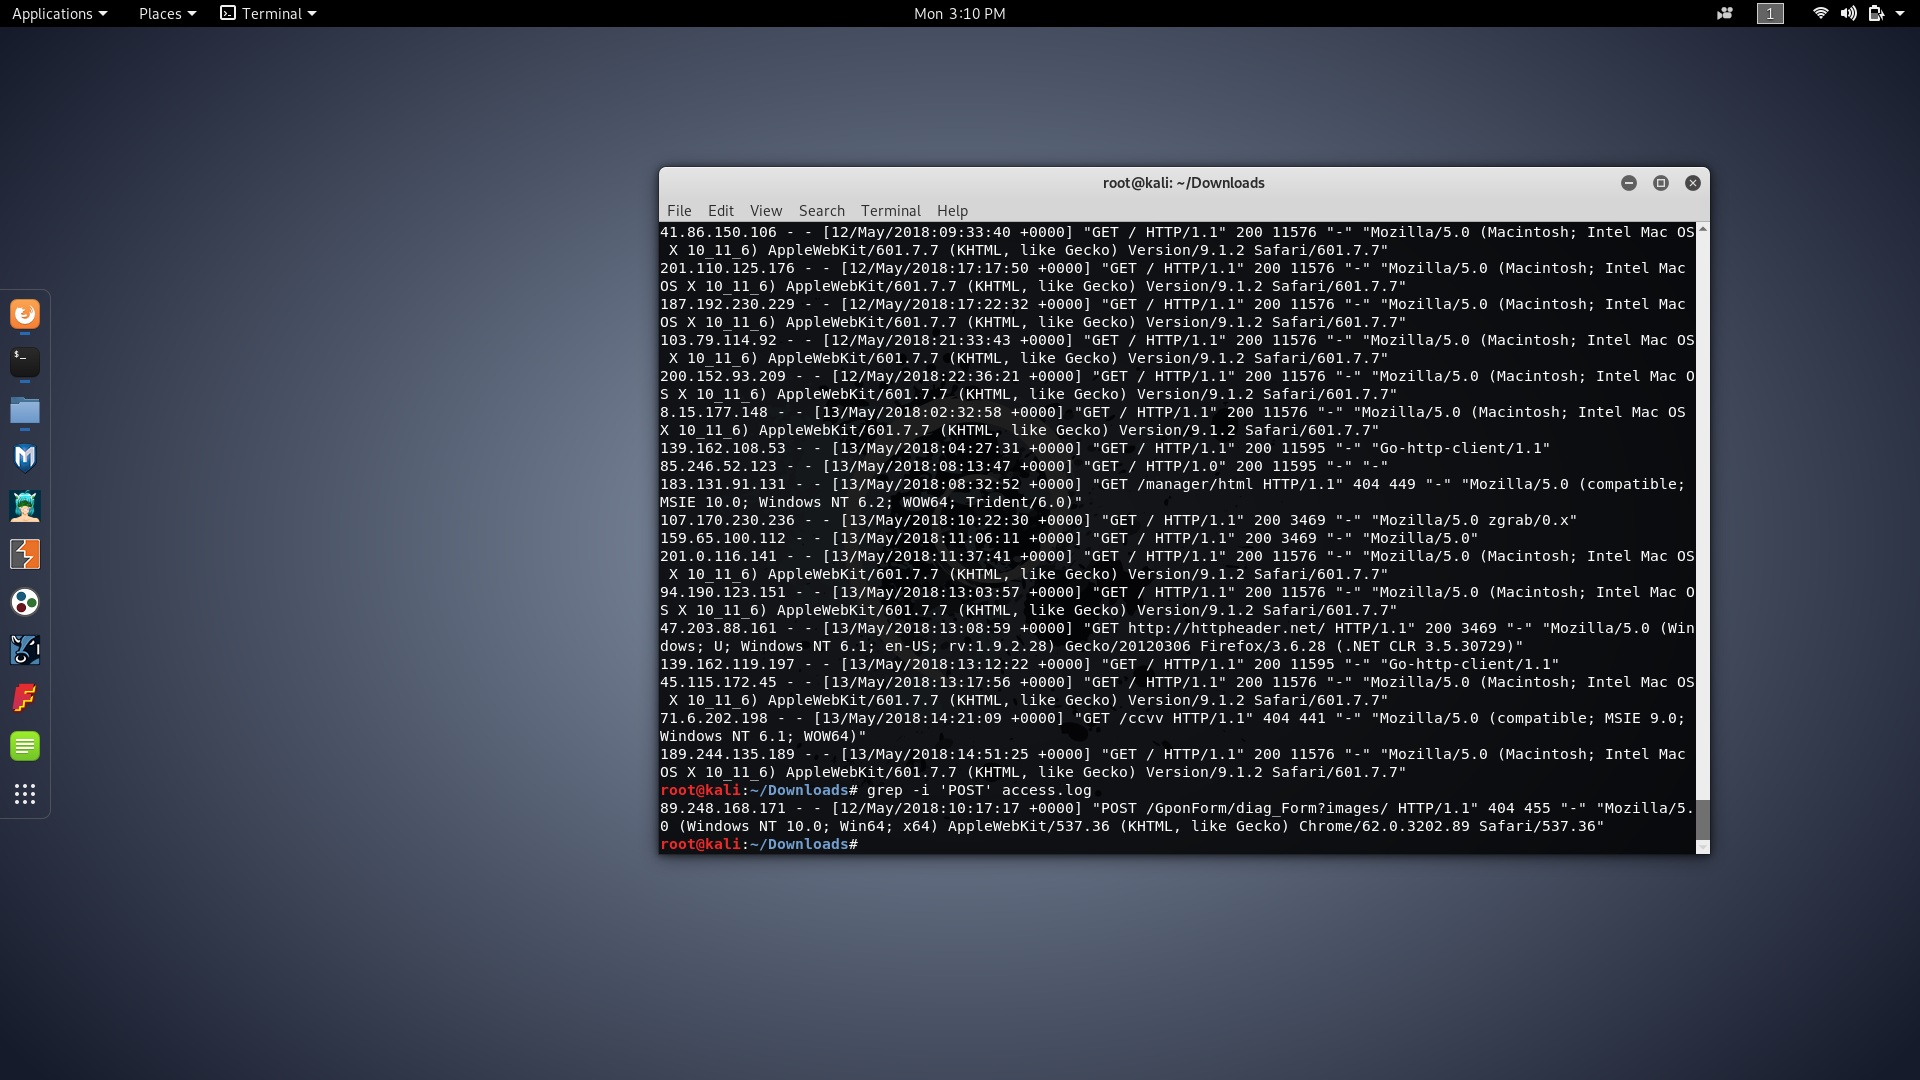 Applications Places Terminal Mon 3:10 PM 1
root@kali: ~/Downloads
File Edit View Search Terminal Help
41.86.150.106 - - [12/May/2018:09:33:40 +0000] "GET / HTTP/1.1" 200 11576 "-" "Mozilla/5.0 (Macintosh; Intel Mac OS
X 10_11_6) AppleWebKit/601.7.7 (KHTML, like Gecko) Version/9.1.2 Safari/601.7.7"
201.110.125.176 - - [12/May/2018:17:17:50 +0000] "GET / HTTP/1.1" 200 11576 "-" "Mozilla/5.0 (Macintosh; Intel Mac
OS X 10_11_6) AppleWebKit/601.7.7 (KHTML, like Gecko) Version/9.1.2 Safari/601.7.7"
187.192.230.229 - - [12/May/2018:17:22:32 +0000] "GET / HTTP/1.1" 200 11576 "-" "Mozilla/5.0 (Macintosh; Intel Mac
OS X 10_11_6) AppleWebKit/601.7.7 (KHTML, like Gecko) Version/9.1.2 Safari/601.7.7"
103.79.114.92 - - [12/May/2018:21:33:43 +0000] "GET / HTTP/1.1" 200 11576 "-" "Mozilla/5.0 (Macintosh; Intel Mac OS
X 10_11_6) AppleWebKit/601.7.7 (KHTML, like Gecko) Version/9.1.2 Safari/601.7.7"
200.152.93.209 - - [12/May/2018:22:36:21 +0000] "GET / HTTP/1.1" 200 11576 "-" "Mozilla/5.0 (Macintosh; Intel Mac O
S X 10_11_6) AppleWebKit/601.7.7 (KHTML, like Gecko) Version/9.1.2 Safari/601.7.7"
8.15.177.148 - - [13/May/2018:02:32:58 +0000] "GET / HTTP/1.1" 200 11576 "-" "Mozilla/5.0 (Macintosh; Intel Mac OS
X 10_11_6) AppleWebKit/601.7.7 (KHTML, like Gecko) Version/9.1.2 Safari/601.7.7"
139.162.108.53 - - [13/May/2018:04:27:31 +0000] "GET / HTTP/1.1" 200 11595 "-" "Go-http-client/1.1"
85.246.52.123 - - [13/May/2018:08:13:47 +0000] "GET / HTTP/1.0" 200 11595 "-" "-"
183.131.91.131 - - [13/May/2018:08:32:52 +0000] "GET /manager/html HTTP/1.1" 404 449 "-" "Mozilla/5.0 (compatible;
MSIE 10.0; Windows NT 6.2; WOW64; Trident/6.0)"
107.170.230.236 - - [13/May/2018:10:22:30 +0000] "GET / HTTP/1.1" 200 3469 "-" "Mozilla/5.0 zgrab/0.x"
159.65.100.112 - - [13/May/2018:11:06:11 +0000] "GET / HTTP/1.1" 200 3469 "-" "Mozilla/5.0"
201.0.116.141 - - [13/May/2018:11:37:41 +0000] "GET / HTTP/1.1" 200 11576 "-" "Mozilla/5.0 (Macintosh; Intel Mac OS
X 10_11_6) AppleWebKit/601.7.7 (KHTML, like Gecko) Version/9.1.2 Safari/601.7.7"
94.190.123.151 - - [13/May/2018:13:03:57 +0000] "GET / HTTP/1.1" 200 11576 "-" "Mozilla/5.0 (Macintosh; Intel Mac O
S X 10_11_6) AppleWebKit/601.7.7 (KHTML, like Gecko) Version/9.1.2 Safari/601.7.7"
47.203.88.161 - - [13/May/2018:13:08:59 +0000] "GET http://httpheader.net/ HTTP/1.1" 200 3469 "-" "Mozilla/5.0 (Win
dows; U; Windows NT 6.1; en-US; rv:1.9.2.28) Gecko/20120306 Firefox/3.6.28 (.NET CLR 3.5.30729)"
139.162.119.197 - - [13/May/2018:13:12:22 +0000] "GET / HTTP/1.1" 200 11595 "-" "Go-http-client/1.1"
45.115.172.45 - - [13/May/2018:13:17:56 +0000] "GET / HTTP/1.1" 200 11576 "-" "Mozilla/5.0 (Macintosh; Intel Mac OS
X 10_11_6) AppleWebKit/601.7.7 (KHTML, like Gecko) Version/9.1.2 Safari/601.7.7"
71.6.202.198 - - [13/May/2018:14:21:09 +0000] "GET /ccvv HTTP/1.1" 404 441 "-" "Mozilla/5.0 (compatible; MSIE 9.0;
Windows NT 6.1; WOW64)"
189.244.135.189 - - [13/May/2018:14:51:25 +0000] "GET / HTTP/1.1" 200 11576 "-" "Mozilla/5.0 (Macintosh; Intel Mac
OS X 10_11_6) AppleWebKit/601.7.7 (KHTML, like Gecko) Version/9.1.2 Safari/601.7.7"
root@kali:~/Downloads# grep -i 'POST' access.log
89.248.168.171 - - [12/May/2018:10:17:17 +0000] "POST /GponForm/diag_Form?images/ HTTP/1.1" 404 455 "-" "Mozilla/5.
0 (Windows NT 10.0; Win64; x64) AppleWebKit/537.36 (KHTML, like Gecko) Chrome/62.0.3202.89 Safari/537.36"
root@kali:~/Downloads#